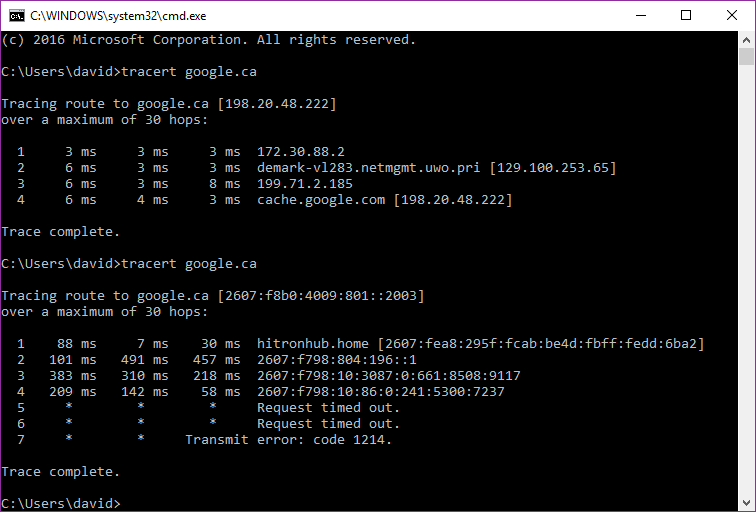 C:\WINDOWS\system32\cmd.exe
(c) 2016 Microsoft Corporation. All rights reserved.
C:\Users\david>tracert google.ca
Tracing route to google.ca [198.20.48.222]
over a maximum of 30 hops:
1 3 ms 3 ms 3 ms 172.30.88.2
2 6 ms 3 ms 3 ms demark-vl283.netmgmt.uwo.pri [129.100.253.65]
3 6 ms 3 ms 8 ms 199.71.2.185
4 6 ms 4 ms 3 ms cache.google.com [198.20.48.222]
Trace complete.
C:\Users\david>tracert google.ca
Tracing route to google.ca [2607:f8b0:4009:801::2003]
over a maximum of 30 hops:
1 88 ms 7 ms 30 ms hitronhub.home [2607:fea8:295f:fcab:be4d:fbff:fedd:6ba2]
2 101 ms 491 ms 457 ms 2607:f798:804:196::1
3 383 ms 310 ms 218 ms 2607:f798:10:3087:0:661:8508:9117
4 209 ms 142 ms 58 ms 2607:f798:10:86:0:241:5300:7237
5 * * * Request timed out.
6 * * * Request timed out.
7 * * Transmit error: code 1214.
Trace complete.
C:\Users\david>